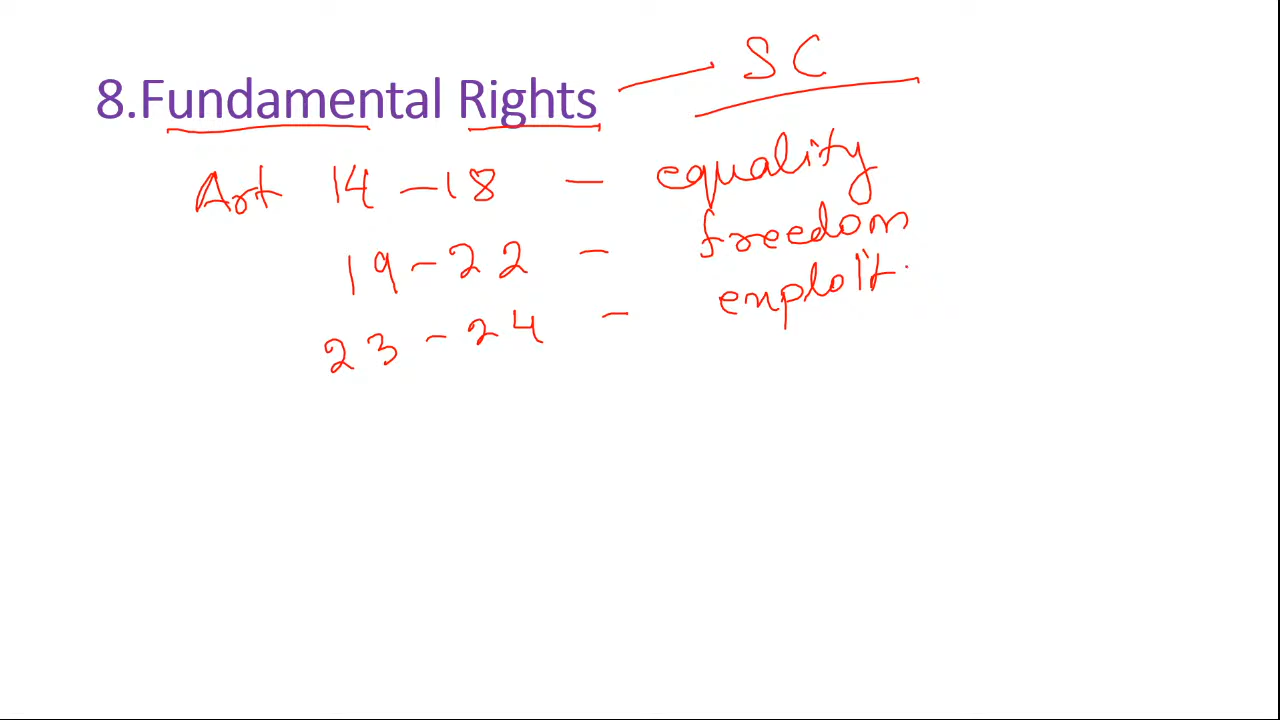 8.Fundamental Rights — SC
Art 14 - 18 - equality
19 - 22 - freedom
23 - 24 - exploit.